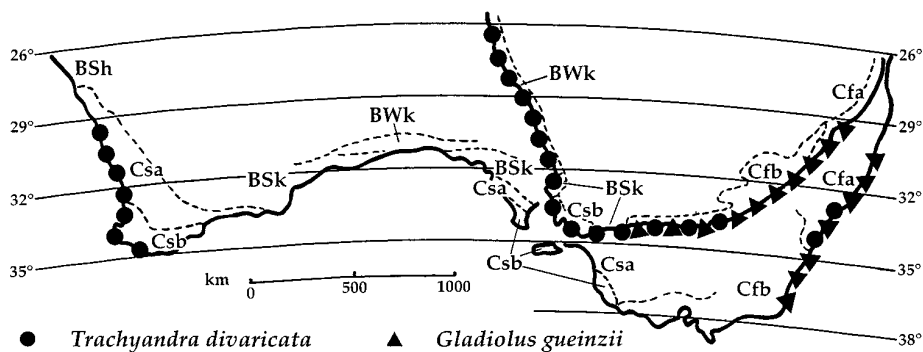 26° 26°
BSh BWk Cfa
29° BWk 29°
Csa BSk Cfb Cfa
32° BSk Csa BSk Csb 32°
Csb
35° Csb Csa Cfb 35°
km 0 500 1000
38°
Trachyandra divaricata Gladiolus gueinzii